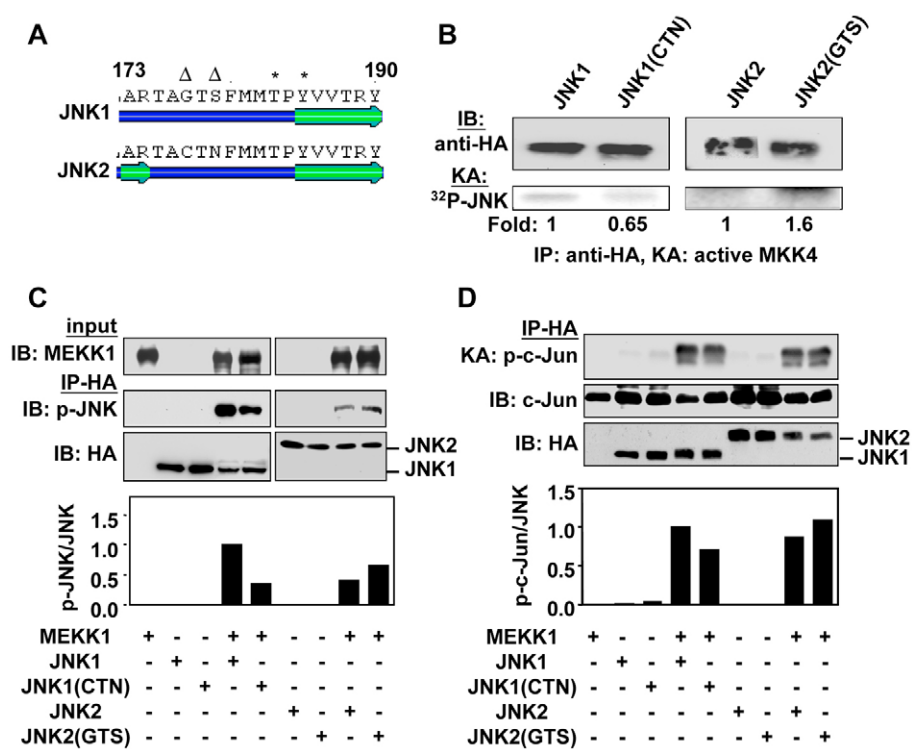 A
173 Δ Δ * * 190
ARTAGTSFMMTPYVVTRY
JNK1
ARTACTNFMMTPYVVTRY
JNK2
B
JNK1 JNK1(CTN) JNK2 JNK2(GTS)
IB:
anti-HA
KA:
32P-JNK
Fold: 1 0.65 1 1.6
IP: anti-HA, KA: active MKK4
C
input
IB: MEKK1
IP-HA
IB: p-JNK
IB: HA
JNK2
JNK1
p-JNK/JNK
1.5
1.0
0.5
0.0
MEKK1 + - - + + - - + +
JNK1 - + - + - - - - -
JNK1(CTN) - - + - + - - - -
JNK2 - - - - - + - + -
JNK2(GTS) - - - - - - + - +
D
IP-HA
KA: p-c-Jun
IB: c-Jun
IB: HA
JNK2
JNK1
p-c-Jun/JNK
1.5
1.0
0.5
0.0
MEKK1 + - - + + - - + +
JNK1 - + - + - - - - -
JNK1(CTN) - - + - + - - - -
JNK2 - - - - - + - + -
JNK2(GTS) - - - - - - + - +